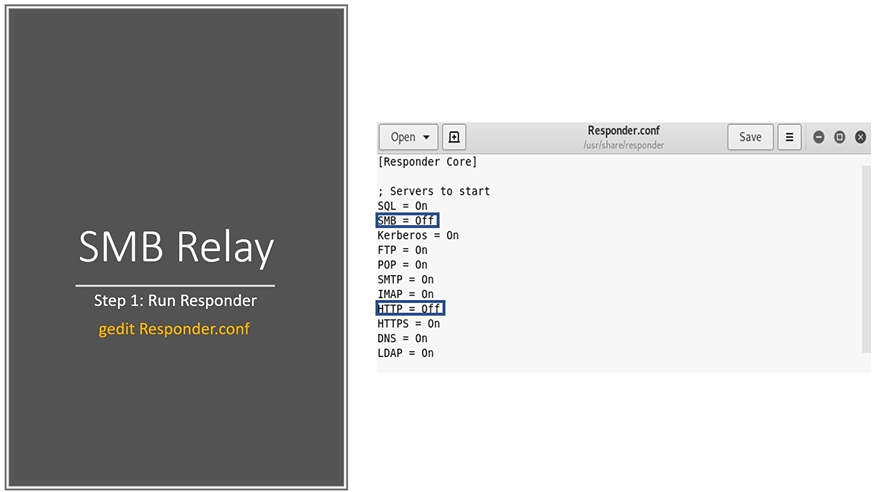 SMB Relay
Step 1: Run Responder
gedit Responder.conf
Open
Responder.conf
/usr/share/responder
Save
[Responder Core]
; Servers to start
SQL = On
SMB = Off
Kerberos = On
FTP = On
POP = On
SMTP = On
IMAP = On
HTTP = Off
HTTPS = On
DNS = On
LDAP = On